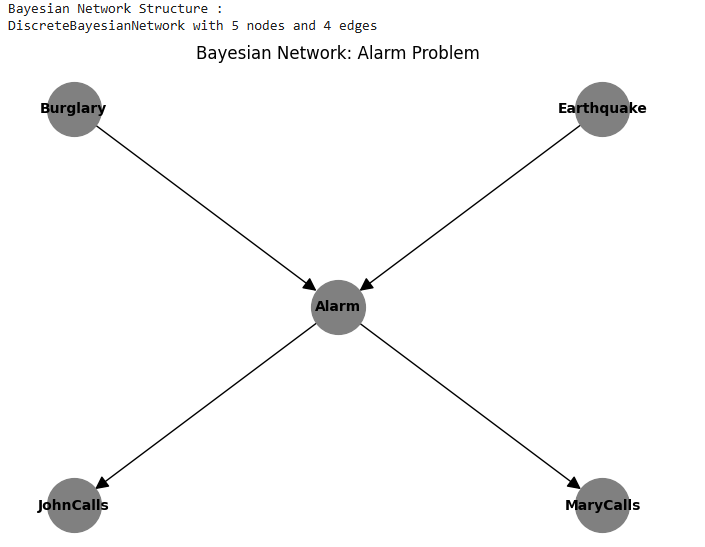 Bayesian Network Structure :
DiscreteBayesianNetwork with 5 nodes and 4 edges
Bayesian Network: Alarm Problem
Burglary
Earthquake
Alarm
JohnCalls
MaryCalls